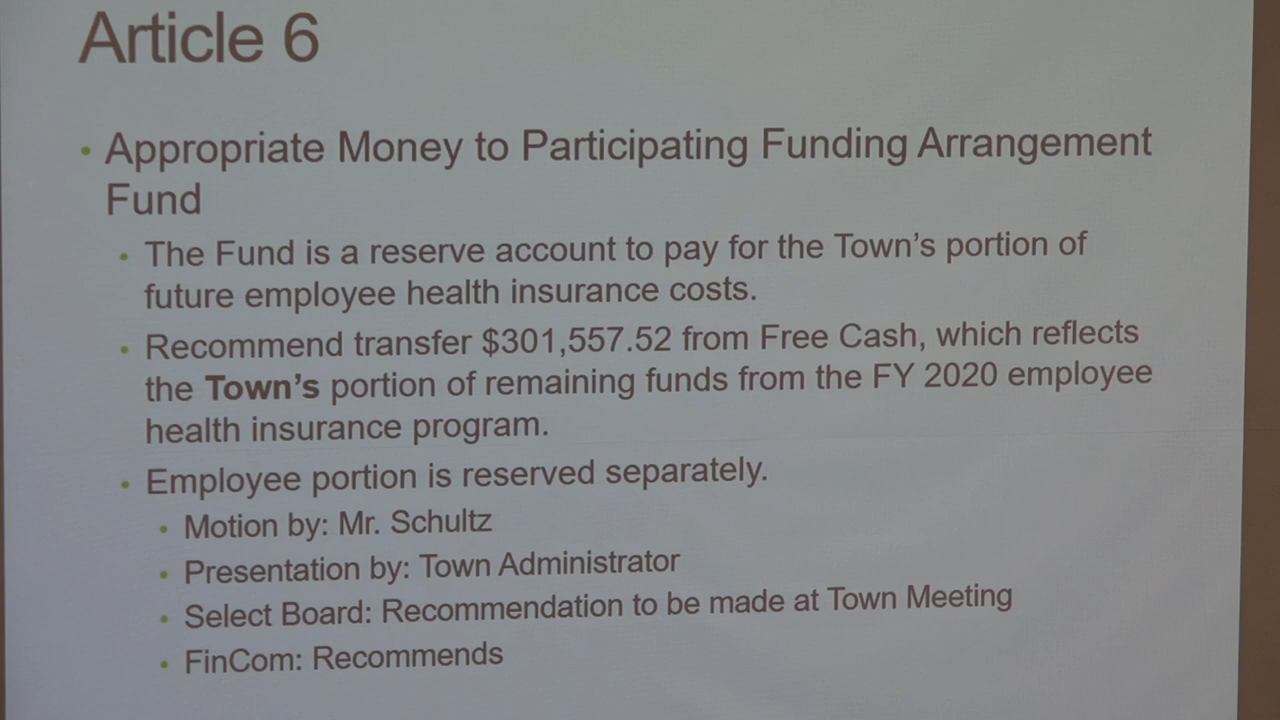 Article 6
• Appropriate Money to Participating Funding Arrangement
Fund
• The Fund is a reserve account to pay for the Town’s portion of
future employee health insurance costs.
• Recommend transfer $301,557.52 from Free Cash, which reflects
the Town’s portion of remaining funds from the FY 2020 employee
health insurance program.
• Employee portion is reserved separately.
• Motion by: Mr. Schultz
• Presentation by: Town Administrator
• Select Board: Recommendation to be made at Town Meeting
• FinCom: Recommends